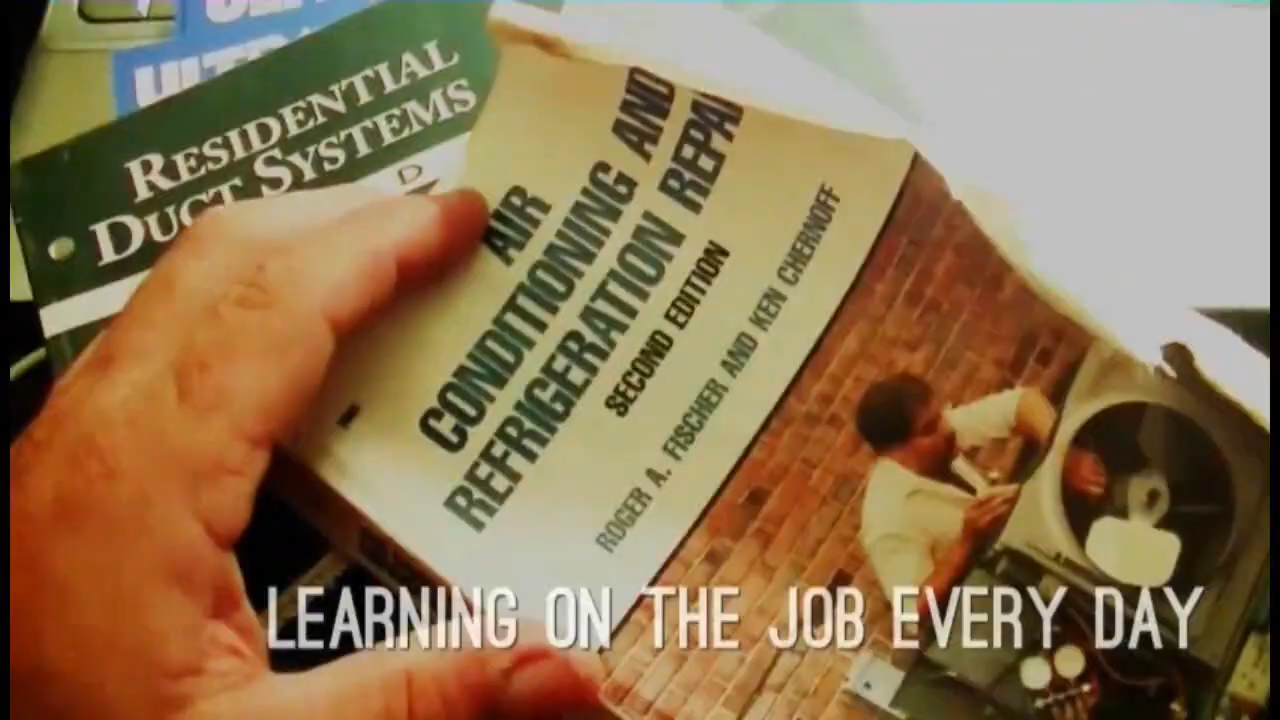 RESIDENTIAL
DUCT SYSTEMS
D
AIR
CONDITIONING AND
REFRIGERATION
SECOND EDITION
ROGER A. FISCHER AND KEN CHERNOFF
LEARNING ON THE JOB EVERY DAY